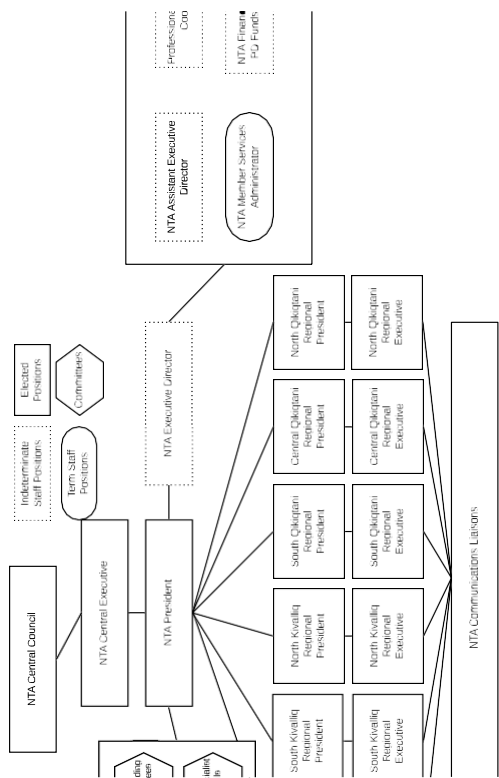 NTA Central Council
Indeterminate
Staff Positions
Elected
Positions
Term Staff
Positions
Committees
NTA Central Executive
NTA President
NTA Executive Director
NTA Assistant Executive
Director
NTA Member Services
Administrator
PD Funds
South Kivalliq
Regional
President
North Kivalliq
Regional
President
South Qikiqtani
Regional
President
Central Qikiqtani
Regional
President
North Qikiqtani
Regional
President
South Kivalliq
Regional
Executive
North Kivalliq
Regional
Executive
South Qikiqtani
Regional
Executive
Central Qikiqtani
Regional
Executive
North Qikiqtani
Regional
Executive
NTA Communications Liaisons